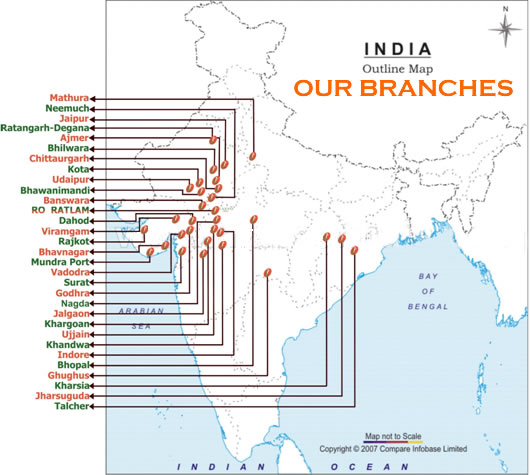 N
INDIA
Outline Map
OUR BRANCHES
Mathura
Neemuch
Jaipur
Ratangarh-Degana
Ajmer
Bhilwara
Chittaurgarh
Kota
Udaipur
Bhawanimandi
Banswara
RO RATLAM
Dahod
Viramgam
Rajkot
Bhavnagar
Mundra Port
Vadodra
Surat
Godhra
Nagda
Jalgaon
Khargoan
Ujjain
Khandwa
Indore
Bhopal
Ghughus
Kharsia
Jharsuguda
Talcher
ARABIAN
SEA
BAY
OF
BENGAL
Map not to Scale
Copyright © 2007 Compare Infobase Limited
INDIAN OCEAN